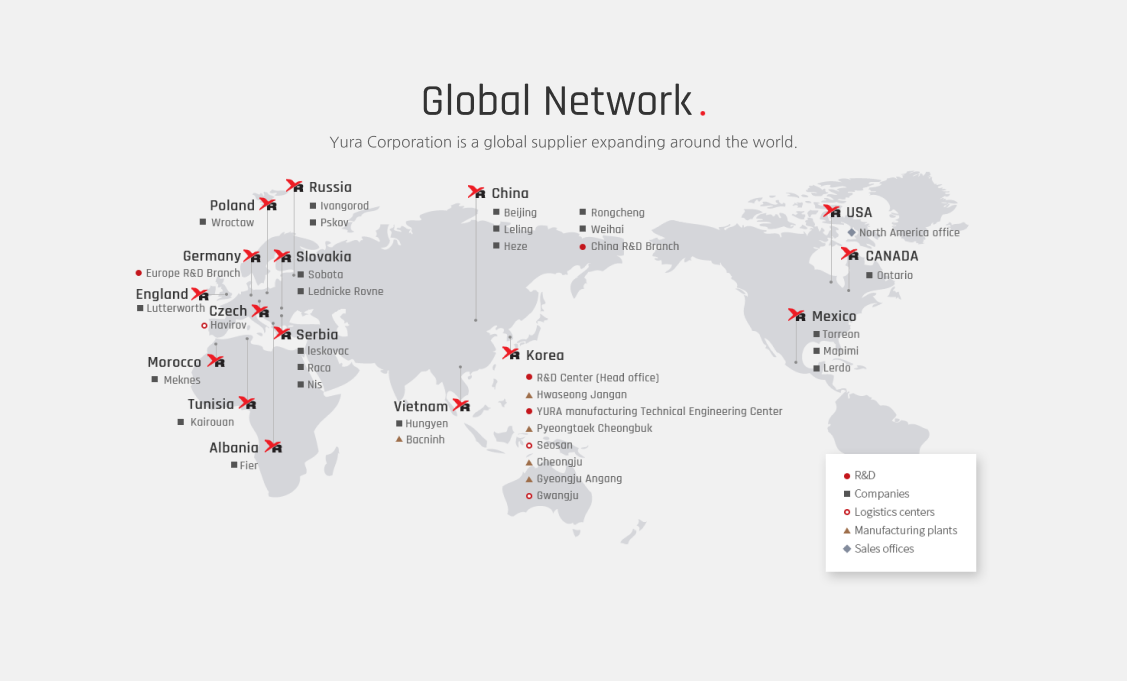 Global Network.
Yura Corporation is a global supplier expanding around the world.
Russia
Ivangorod
Pskov
Poland
Wroctaw
Germany
Europe R&D Branch
Slovakia
Sobota
Lednicke Rovne
England
Lutterworth
Czech
Havirov
Serbia
leskovac
Raca
Nis
Morocco
Meknes
Tunisia
Kairouan
Albania
Fier
China
Beijing
Leling
Heze
Rongcheng
Weihai
China R&D Branch
Korea
R&D Center (Head office)
Hwaseong Jangan
YURA manufacturing Technical Engineering Center
Pyeongtaek Cheongbuk
Seosan
Cheongju
Gyeongju Angang
Gwangju
Vietnam
Hungyen
Bacninh
USA
North America office
CANADA
Ontario
Mexico
Torreon
Mapimi
Lerdo
R&D
Companies
Logistics centers
Manufacturing plants
Sales offices